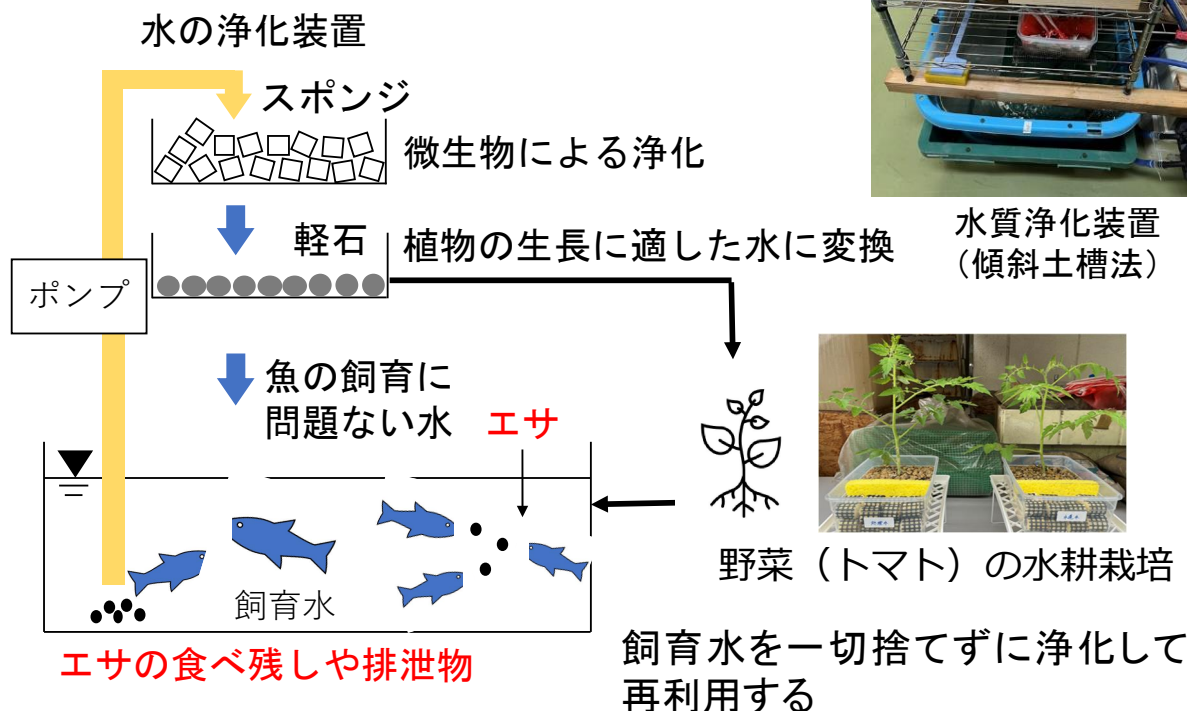 水の浄化装置
スポンジ
微生物による浄化
軽石
植物の生長に適した水に変換
ポンプ
魚の飼育に
問題ない水
エサ
飼育水
エサの食べ残しや排泄物
水質浄化装置
（傾斜土槽法）
野菜（トマト）の水耕栽培
飼育水を一切捨てずに浄化して
再利用する